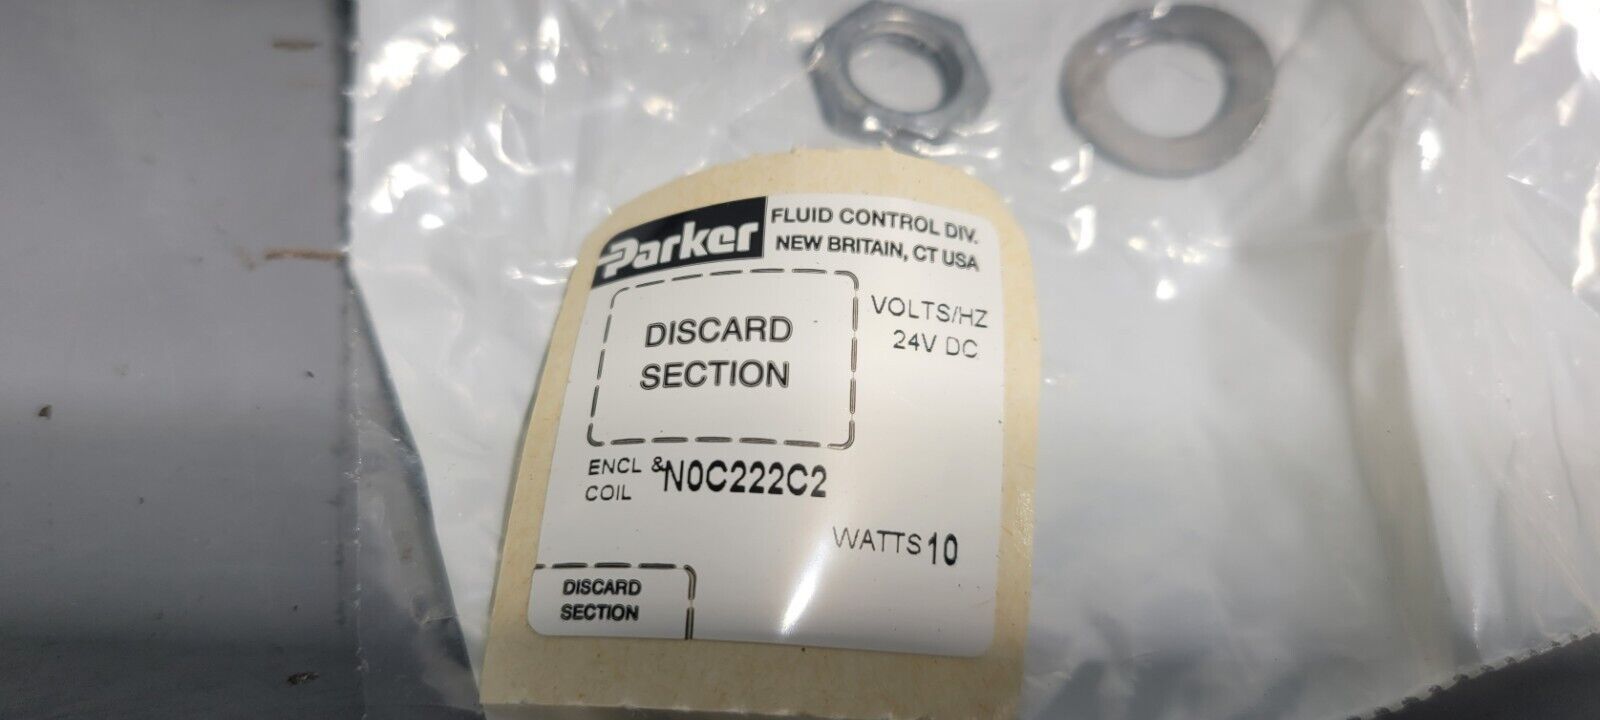 Parker
FLUID CONTROL DIV.
NEW BRITAIN, CT USA
DISCARD
SECTION
VOLTS/HZ
24V DC
ENCL & N0C222C2
COIL
WATTS 10
DISCARD
SECTION